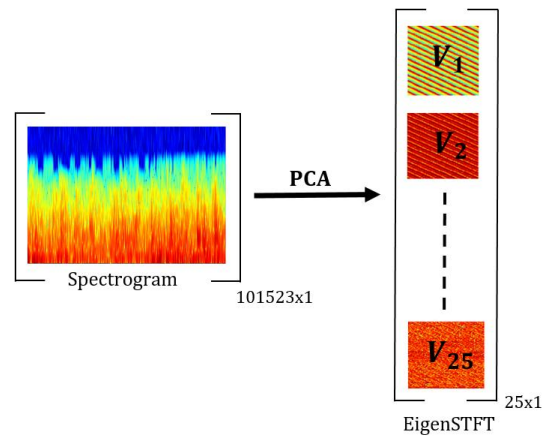 V1
V2
PCA
Spectrogram
101523x1
V25
25x1
EigenSTFT